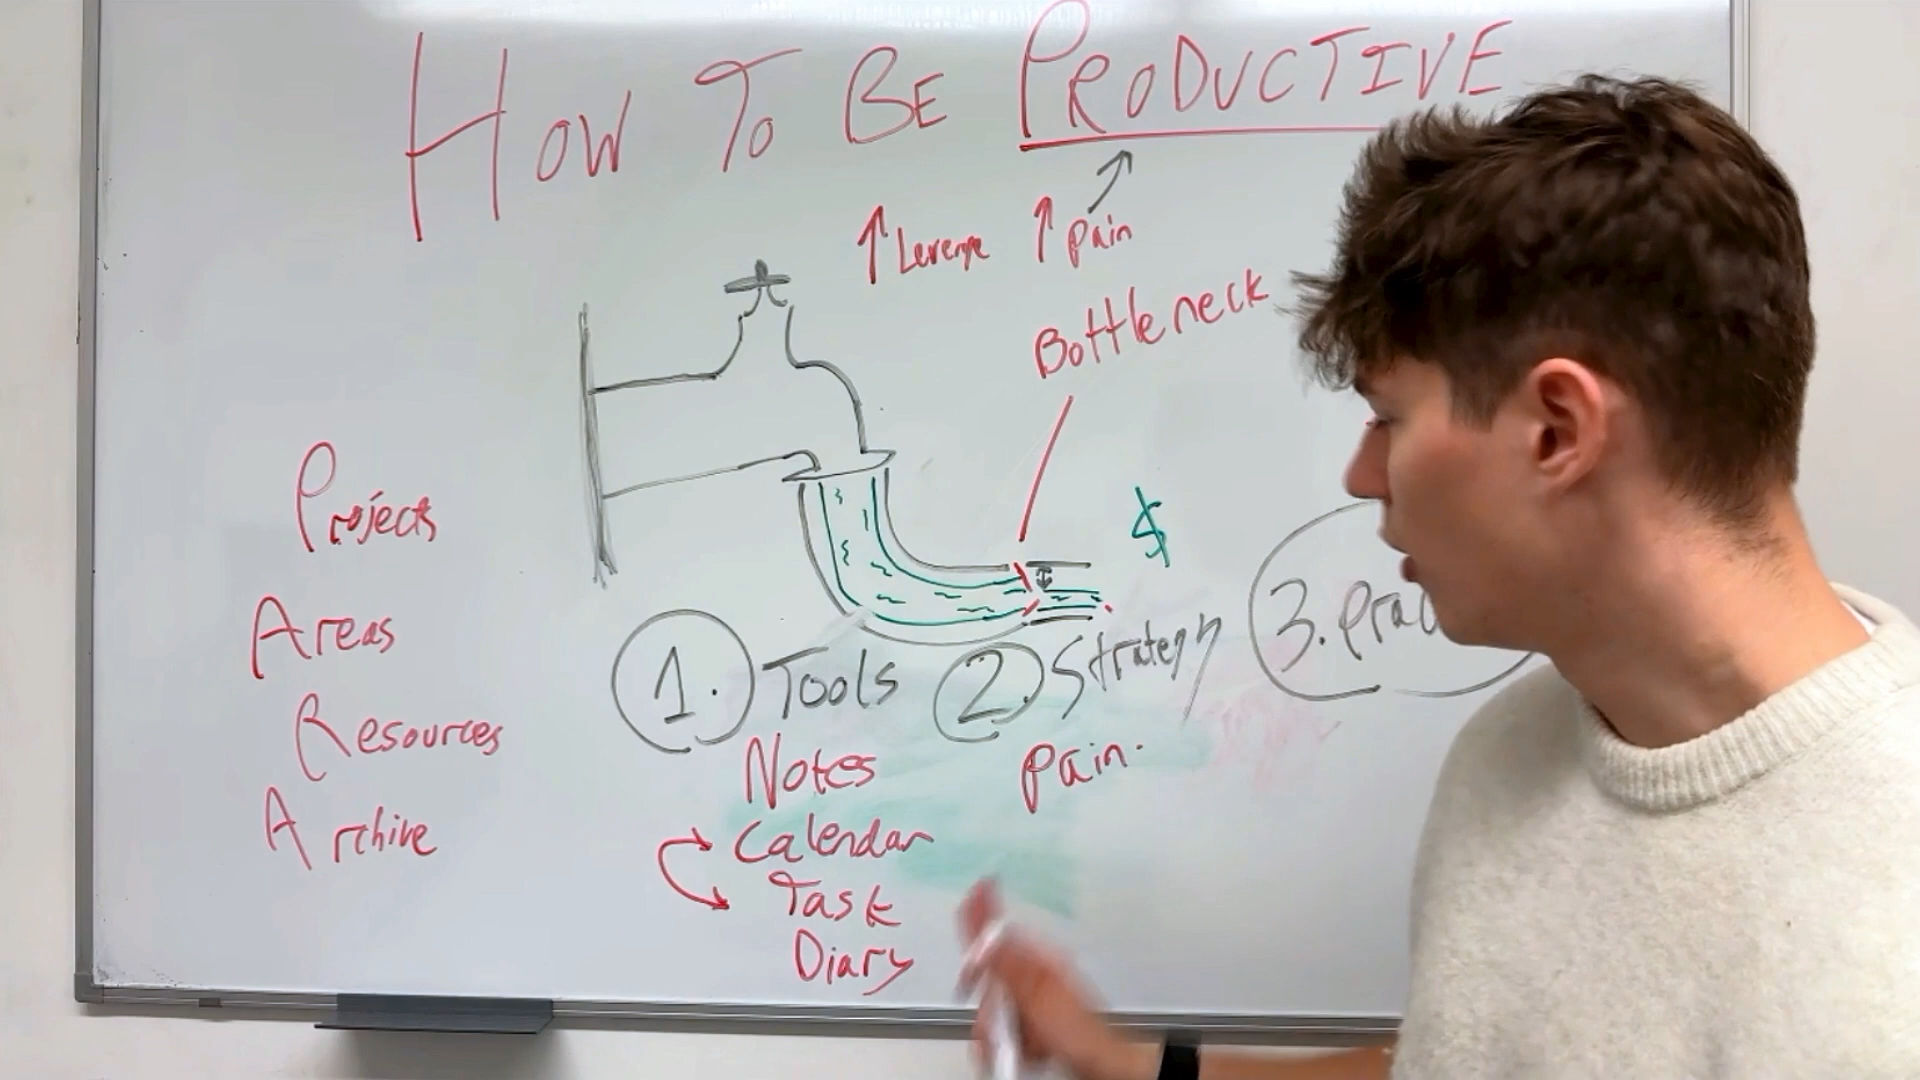 HOW TO BE PRODUCTIVE
↑ Leverage ↑ pain
Bottleneck
$
Projects
Areas
Resources
Archive
1. Tools
Notes
Calendar
Task
Diary
2. Strategy
pain.
3.